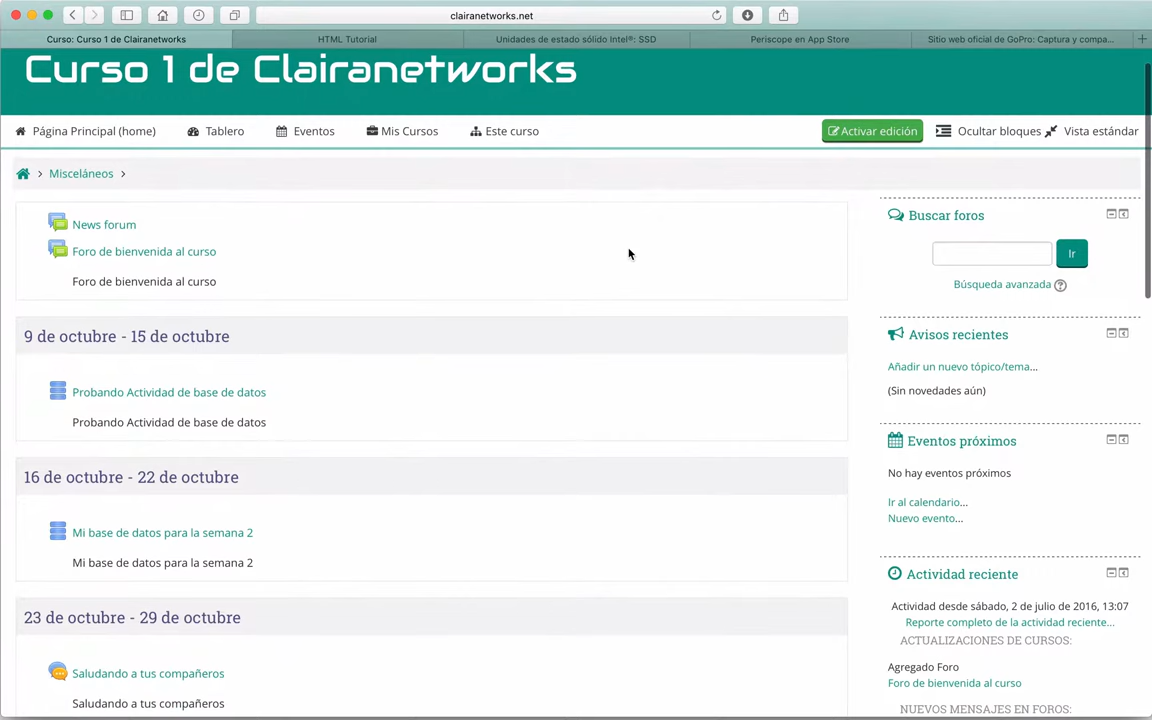 clairanetworks.net
Curso: Curso 1 de Clairanetworks
HTML Tutorial
Unidades de estado sólido Intel®: SSD
Periscope en App Store
Sitio web oficial de GoPro: Captura y compa...
Curso 1 de Clairanetworks
Página Principal (home)
Tablero
Eventos
Mis Cursos
Este curso
Activar edición
Ocultar bloques
Vista estándar
Misceláneos
News forum
Foro de bienvenida al curso
Foro de bienvenida al curso
9 de octubre - 15 de octubre
Probando Actividad de base de datos
Probando Actividad de base de datos
16 de octubre - 22 de octubre
Mi base de datos para la semana 2
Mi base de datos para la semana 2
23 de octubre - 29 de octubre
Saludando a tus compañeros
Saludando a tus compañeros
Buscar foros
Ir
Búsqueda avanzada
Avisos recientes
Añadir un nuevo tópico/tema...
(Sin novedades aún)
Eventos próximos
No hay eventos próximos
Ir al calendario...
Nuevo evento...
Actividad reciente
Actividad desde sábado, 2 de julio de 2016, 13:07
Reporte completo de la actividad reciente...
ACTUALIZACIONES DE CURSOS:
Agregado Foro
Foro de bienvenida al curso
NUEVOS MENSAJES EN FOROS: